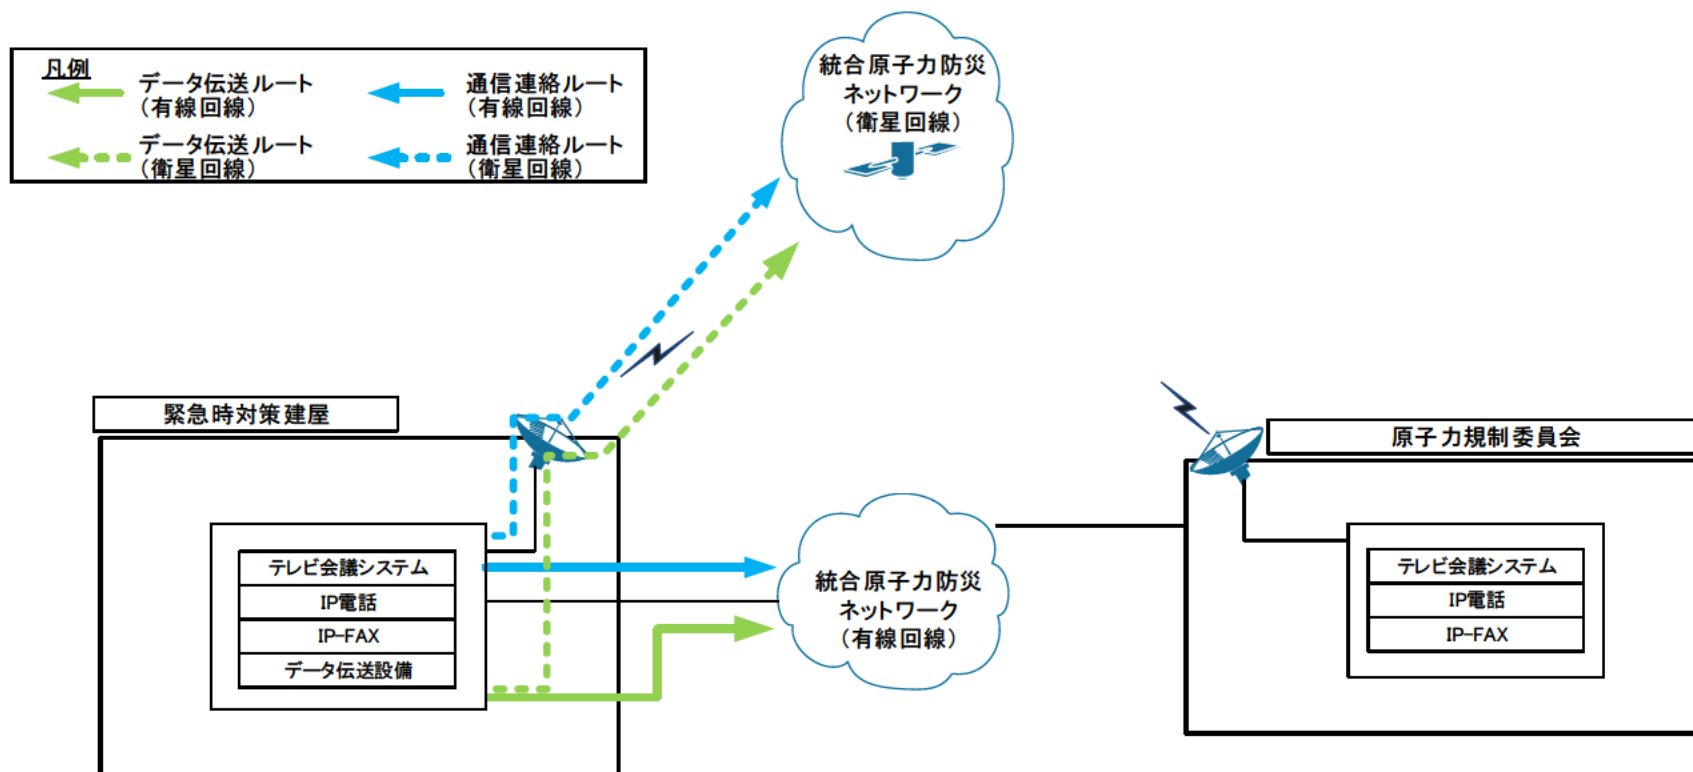 凡例
データ伝送ルート
（有線回線）
通信連絡ルート
（有線回線）
データ伝送ルート
（衛星回線）
通信連絡ルート
（衛星回線）
統合原子力防災
ネットワーク
（衛星回線）
緊急時対策建屋
テレビ会議システム
IP電話
IP-FAX
データ伝送設備
統合原子力防災
ネットワーク
（有線回線）
原子力規制委員会
テレビ会議システム
IP電話
IP-FAX